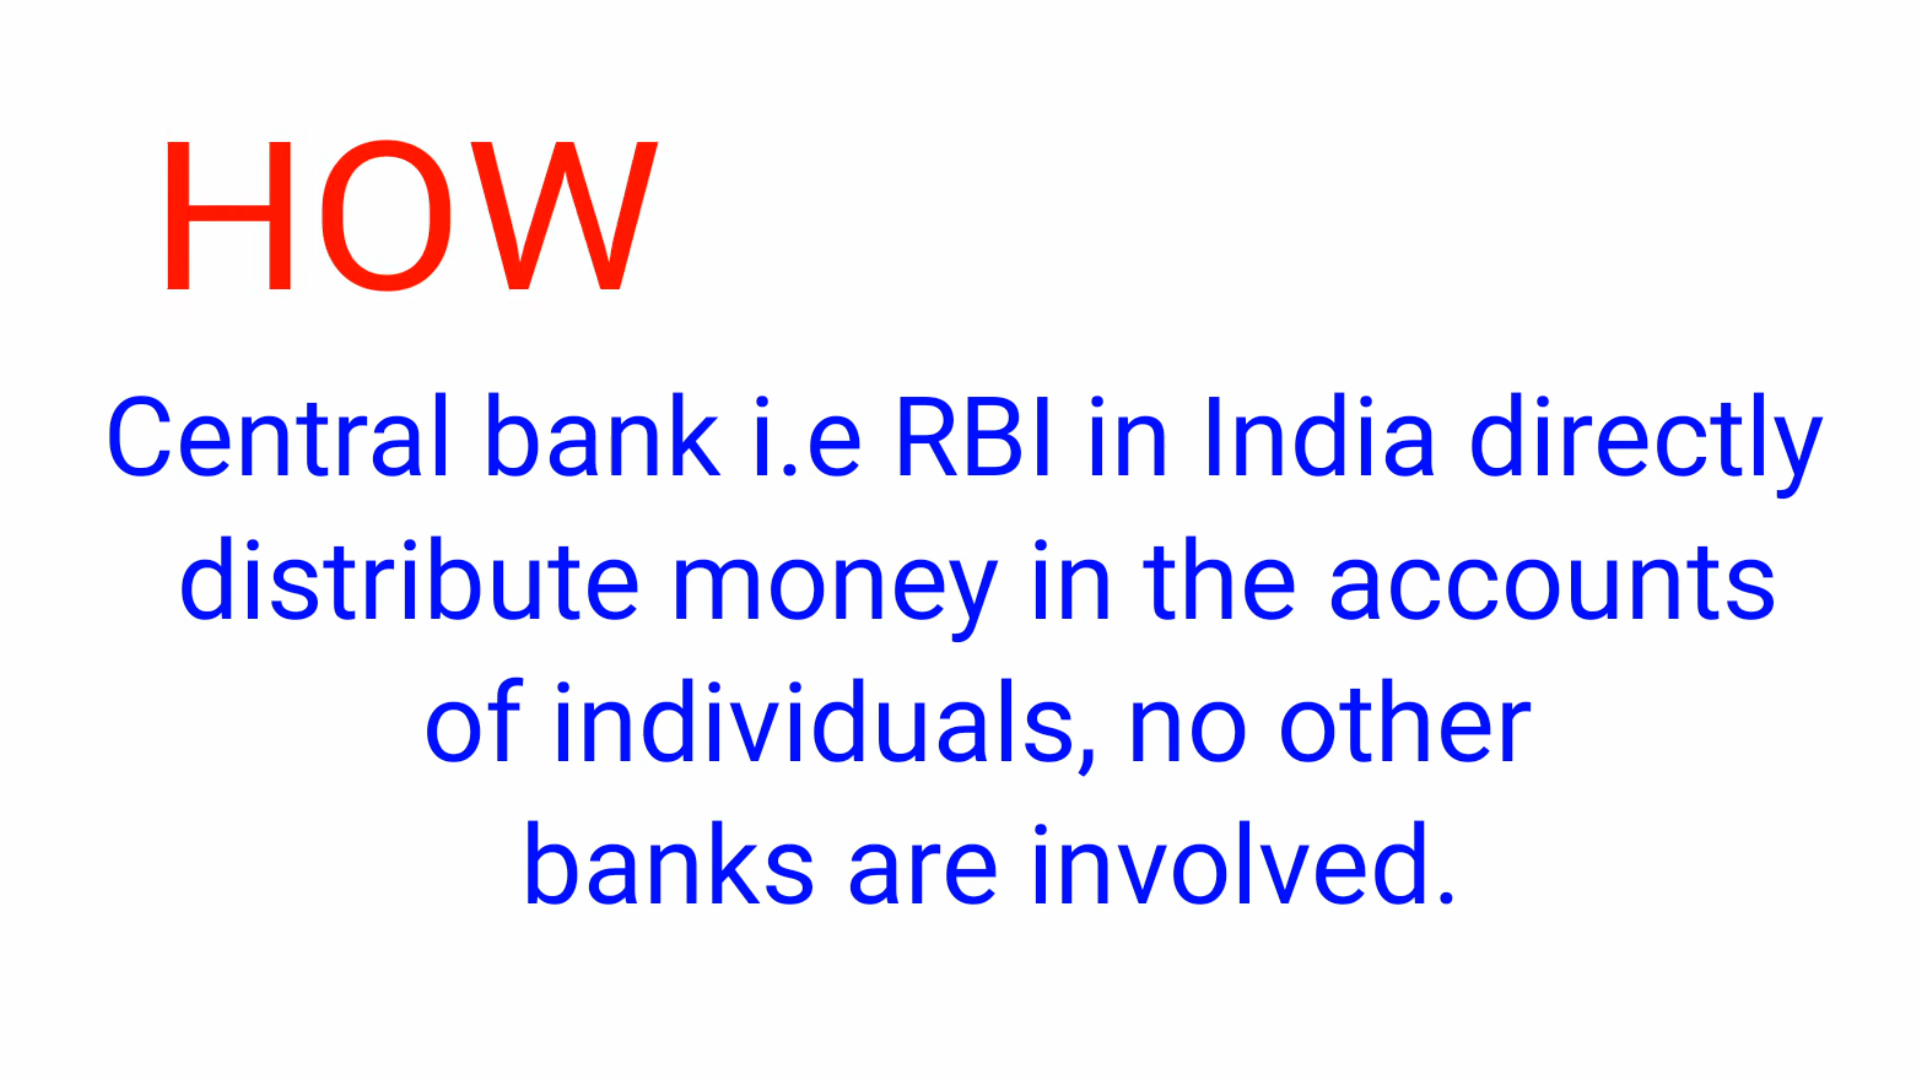 HOW
Central bank i.e RBI in India directly
distribute money in the accounts
of individuals, no other
banks are involved.